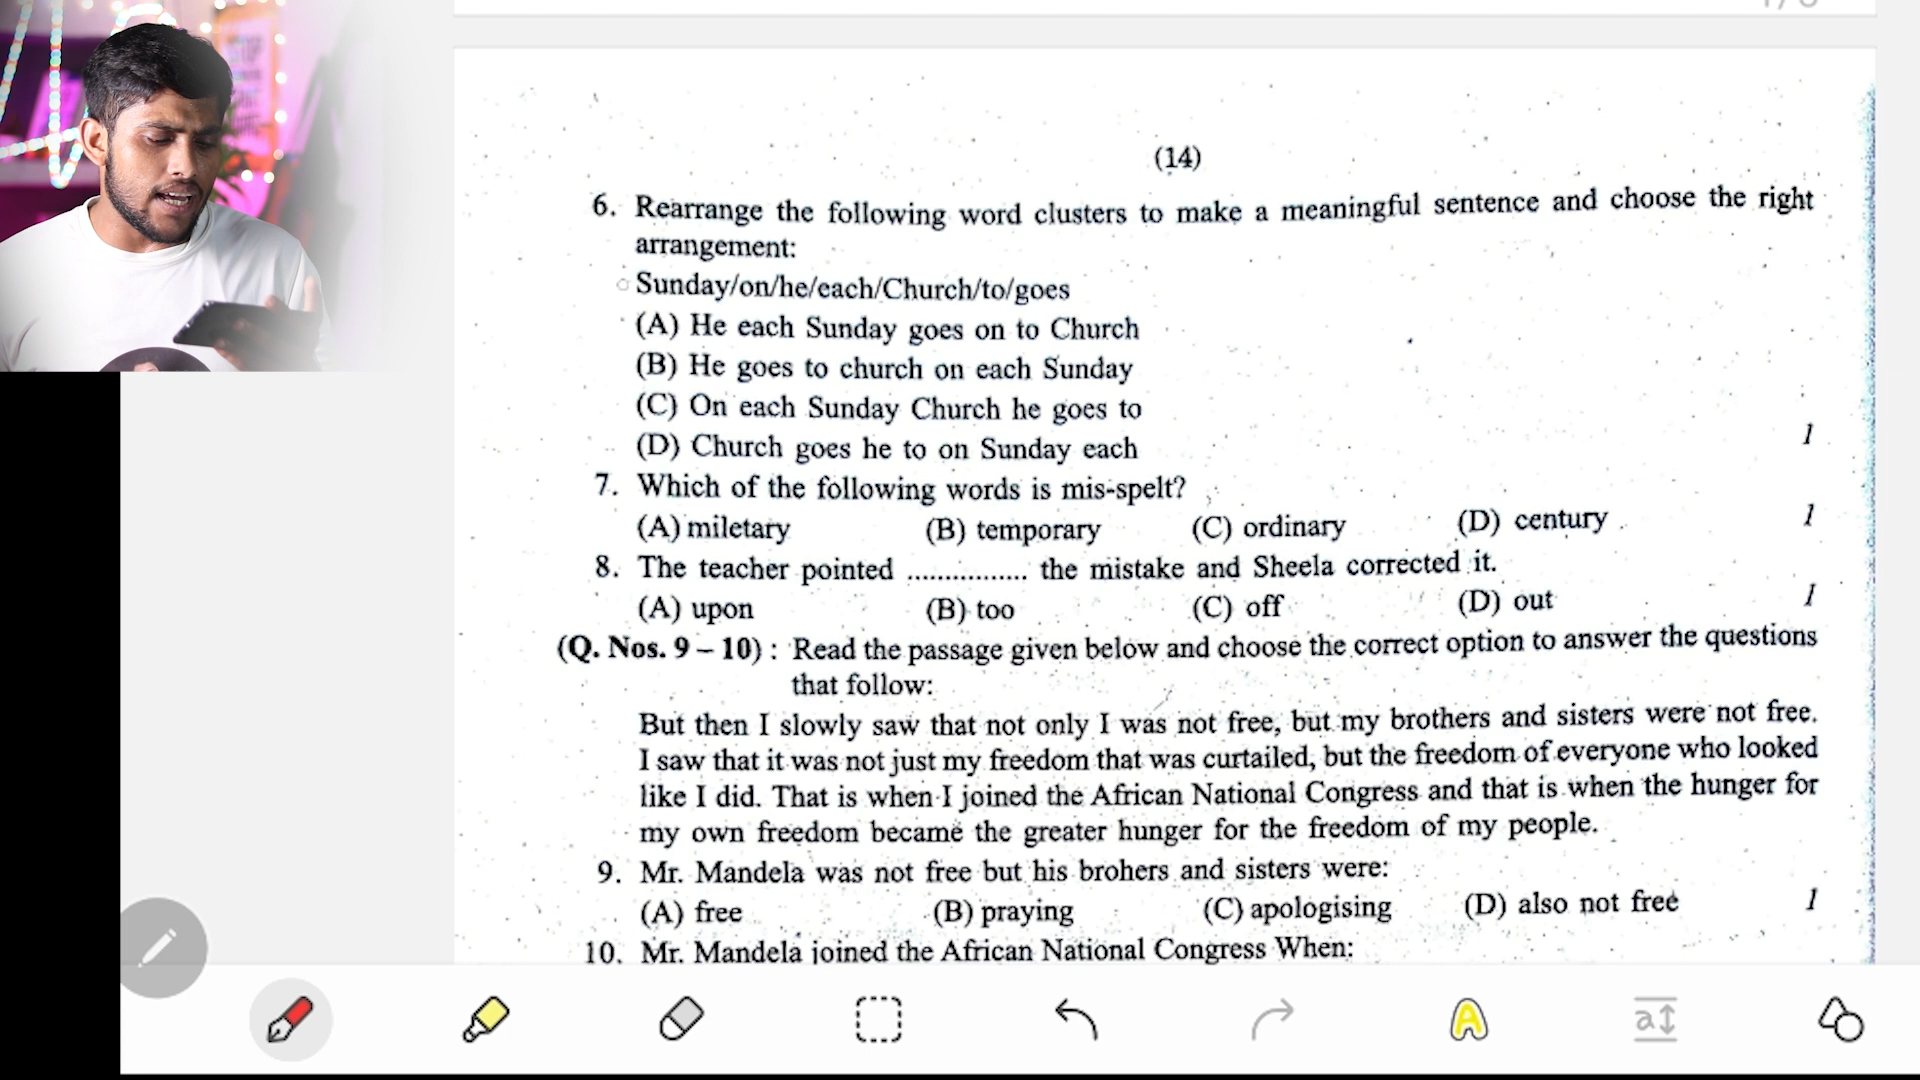 (14)
6. Rearrange the following word clusters to make a meaningful sentence and choose the right
arrangement:
Sunday/on/he/each/Church/to/goes
(A) He each Sunday goes on to Church
(B) He goes to church on each Sunday
(C) On each Sunday Church he goes to
(D) Church goes he to on Sunday each
1
7. Which of the following words is mis-spelt?
(A) miletary (B) temporary (C) ordinary (D) century 1
8. The teacher pointed ................ the mistake and Sheela corrected it.
(A) upon (B) too (C) off (D) out 1
(Q. Nos. 9 – 10) : Read the passage given below and choose the correct option to answer the questions
that follow:
But then I slowly saw that not only I was not free, but my brothers and sisters were not free.
I saw that it was not just my freedom that was curtailed, but the freedom of everyone who looked
like I did. That is when I joined the African National Congress and that is when the hunger for
my own freedom became the greater hunger for the freedom of my people.
9. Mr. Mandela was not free but his brohers and sisters were:
(A) free (B) praying (C) apologising (D) also not free 1
10. Mr. Mandela joined the African National Congress When:
A
a